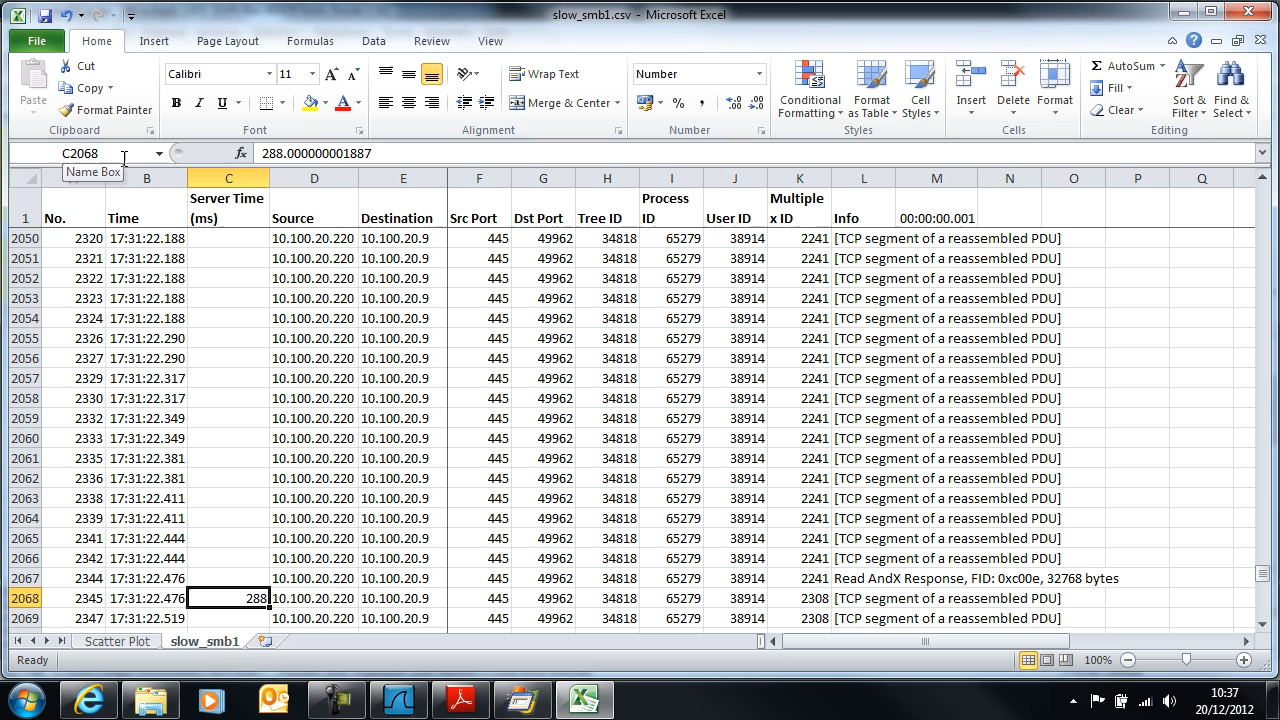 slow_smb1.csv - Microsoft Excel
File Home Insert Page Layout Formulas Data Review View
Paste Cut Copy Format Painter Clipboard
Calibri 11 B I U Font
Wrap Text Merge & Center Alignment
Number % , Number
Conditional Formatting Format as Table Cell Styles Styles
Insert Delete Format Cells
Σ AutoSum Fill Clear Sort & Filter Find & Select Editing
C2068 fx 288.000000001887
Name Box
A B C D E F G H I J K L M N O P Q
1 No. Time Server Time (ms) Source Destination Src Port Dst Port Tree ID Process ID User ID Multiple x ID Info 00:00:00.001
2050 2320 17:31:22.188 10.100.20.220 10.100.20.9 445 49962 34818 65279 38914 2241 [TCP segment of a reassembled PDU]
2051 2321 17:31:22.188 10.100.20.220 10.100.20.9 445 49962 34818 65279 38914 2241 [TCP segment of a reassembled PDU]
2052 2322 17:31:22.188 10.100.20.220 10.100.20.9 445 49962 34818 65279 38914 2241 [TCP segment of a reassembled PDU]
2053 2323 17:31:22.188 10.100.20.220 10.100.20.9 445 49962 34818 65279 38914 2241 [TCP segment of a reassembled PDU]
2054 2324 17:31:22.188 10.100.20.220 10.100.20.9 445 49962 34818 65279 38914 2241 [TCP segment of a reassembled PDU]
2055 2326 17:31:22.290 10.100.20.220 10.100.20.9 445 49962 34818 65279 38914 2241 [TCP segment of a reassembled PDU]
2056 2327 17:31:22.290 10.100.20.220 10.100.20.9 445 49962 34818 65279 38914 2241 [TCP segment of a reassembled PDU]
2057 2329 17:31:22.317 10.100.20.220 10.100.20.9 445 49962 34818 65279 38914 2241 [TCP segment of a reassembled PDU]
2058 2330 17:31:22.317 10.100.20.220 10.100.20.9 445 49962 34818 65279 38914 2241 [TCP segment of a reassembled PDU]
2059 2332 17:31:22.349 10.100.20.220 10.100.20.9 445 49962 34818 65279 38914 2241 [TCP segment of a reassembled PDU]
2060 2333 17:31:22.349 10.100.20.220 10.100.20.9 445 49962 34818 65279 38914 2241 [TCP segment of a reassembled PDU]
2061 2335 17:31:22.381 10.100.20.220 10.100.20.9 445 49962 34818 65279 38914 2241 [TCP segment of a reassembled PDU]
2062 2336 17:31:22.381 10.100.20.220 10.100.20.9 445 49962 34818 65279 38914 2241 [TCP segment of a reassembled PDU]
2063 2338 17:31:22.411 10.100.20.220 10.100.20.9 445 49962 34818 65279 38914 2241 [TCP segment of a reassembled PDU]
2064 2339 17:31:22.411 10.100.20.220 10.100.20.9 445 49962 34818 65279 38914 2241 [TCP segment of a reassembled PDU]
2065 2341 17:31:22.444 10.100.20.220 10.100.20.9 445 49962 34818 65279 38914 2241 [TCP segment of a reassembled PDU]
2066 2342 17:31:22.444 10.100.20.220 10.100.20.9 445 49962 34818 65279 38914 2241 [TCP segment of a reassembled PDU]
2067 2344 17:31:22.476 10.100.20.220 10.100.20.9 445 49962 34818 65279 38914 2241 Read AndX Response, FID: 0xc00e, 32768 bytes
2068 2345 17:31:22.476 288 10.100.20.220 10.100.20.9 445 49962 34818 65279 38914 2308 [TCP segment of a reassembled PDU]
2069 2347 17:31:22.519 10.100.20.220 10.100.20.9 445 49962 34818 65279 38914 2308 [TCP segment of a reassembled PDU]
Scatter Plot slow_smb1
Ready 100%
10:37
20/12/2012